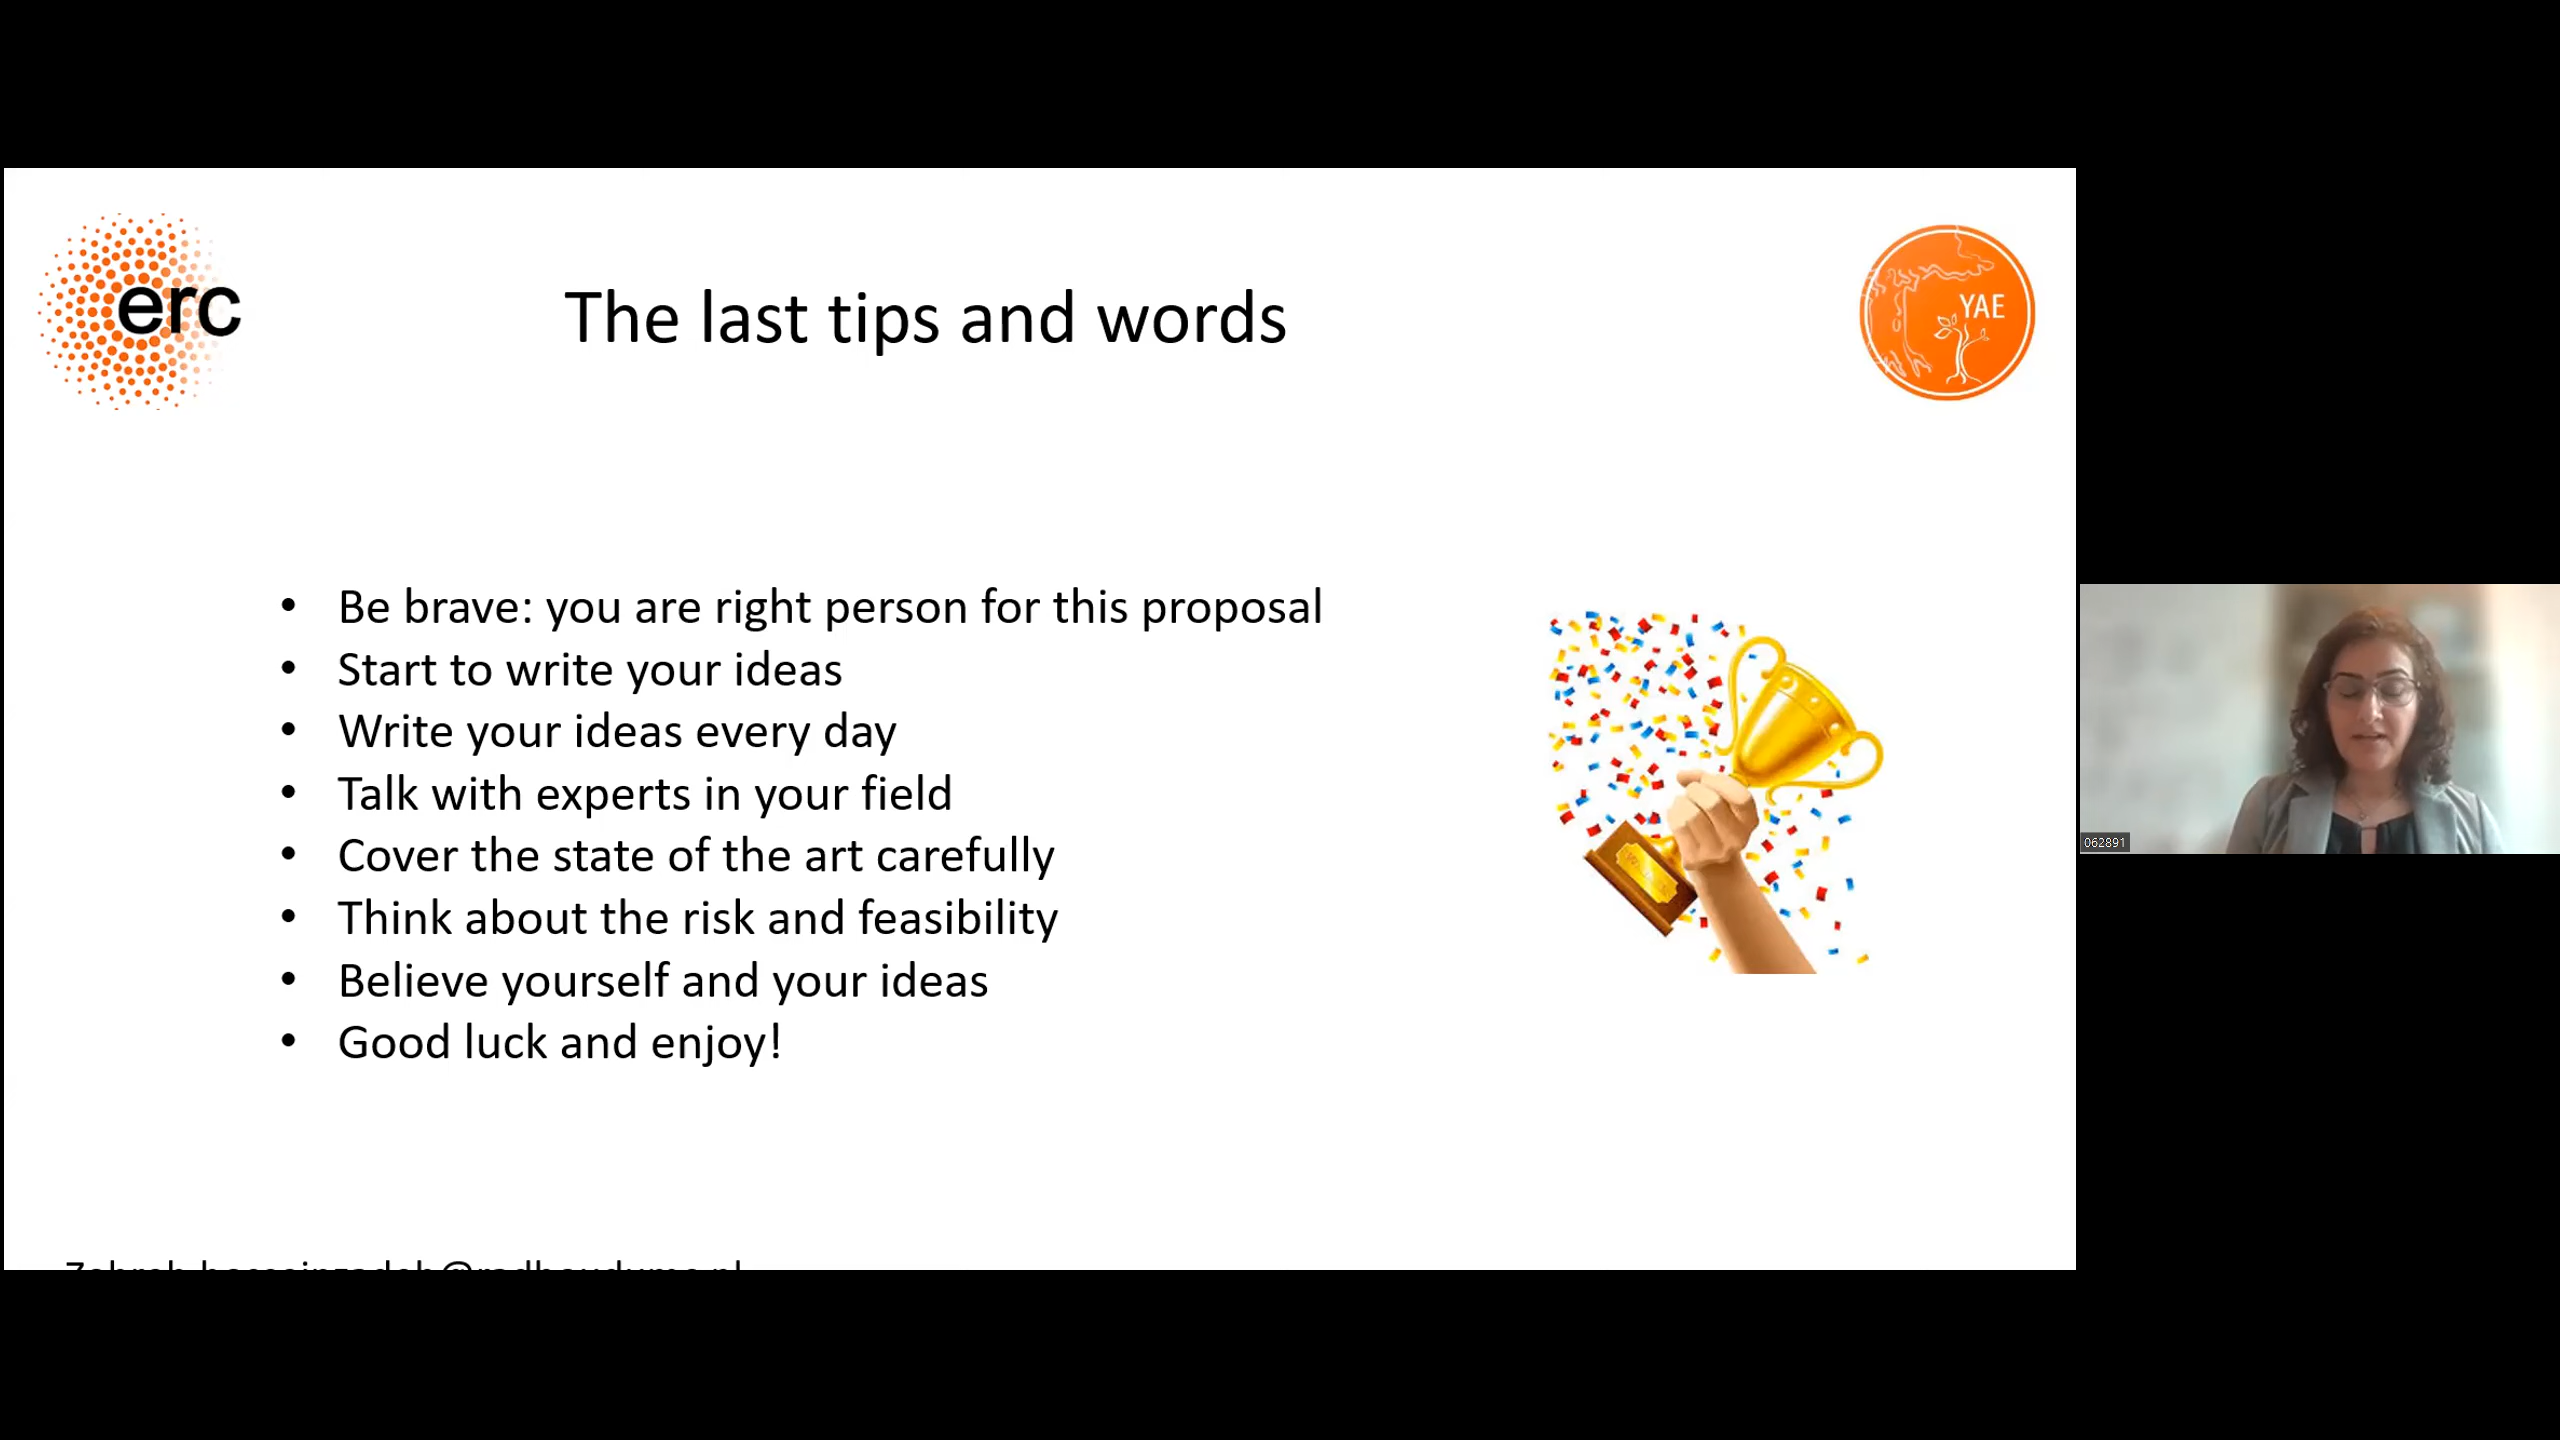 erc
The last tips and words
YAE
• Be brave: you are right person for this proposal
• Start to write your ideas
• Write your ideas every day
• Talk with experts in your field
• Cover the state of the art carefully
• Think about the risk and feasibility
• Believe yourself and your ideas
• Good luck and enjoy!
062891